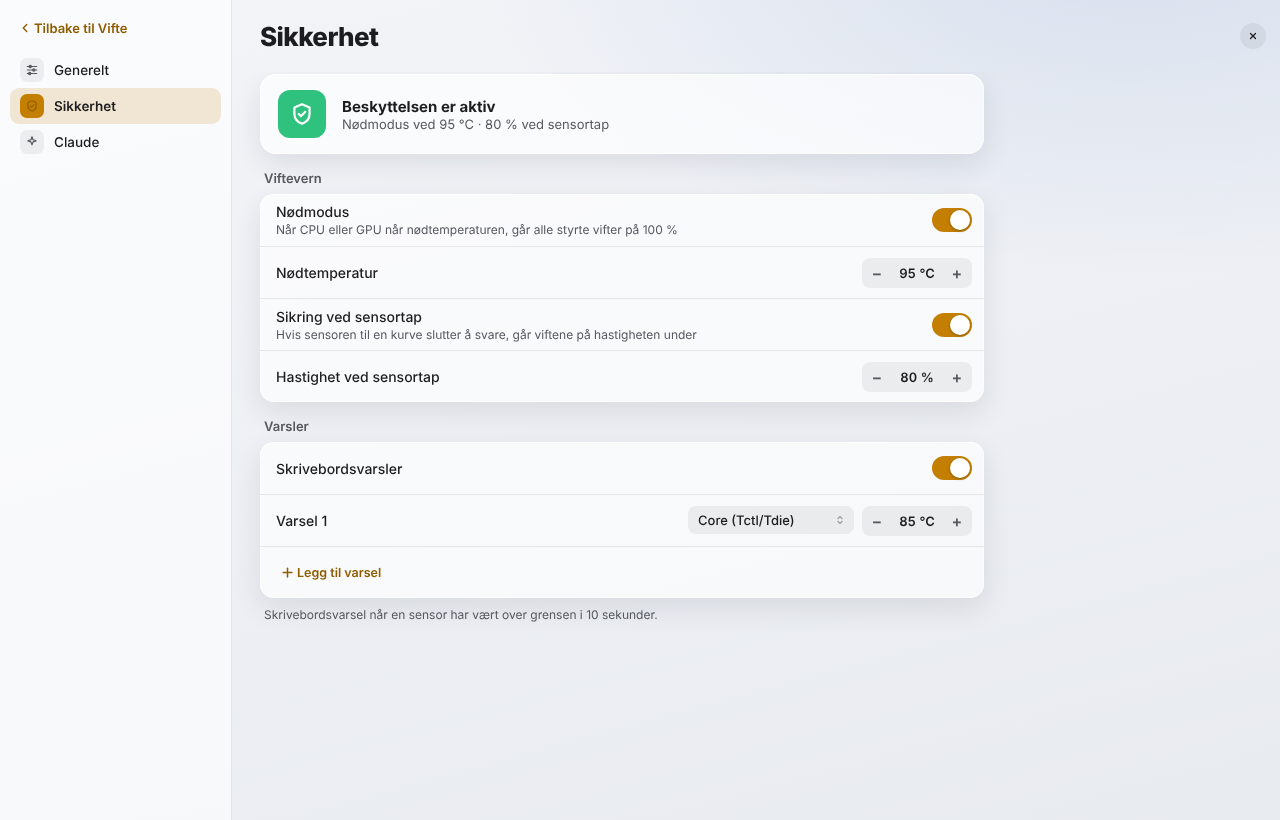 Tilbake til Vifte
Generelt
Sikkerhet
Claude
Sikkerhet
Beskyttelsen er aktiv
Nødmodus ved 95 °C · 80 % ved sensortap
Viftevern
Nødmodus
Når CPU eller GPU når nødtemperaturen, går alle styrte vifter på 100 %
Nødtemperatur
− 95 °C +
Sikring ved sensortap
Hvis sensoren til en kurve slutter å svare, går viftene på hastigheten under
Hastighet ved sensortap
− 80 % +
Varsler
Skrivebordsvarsler
Varsel 1 Core (Tctl/Tdie) − 85 °C +
+ Legg til varsel
Skrivebordsvarsel når en sensor har vært over grensen i 10 sekunder.